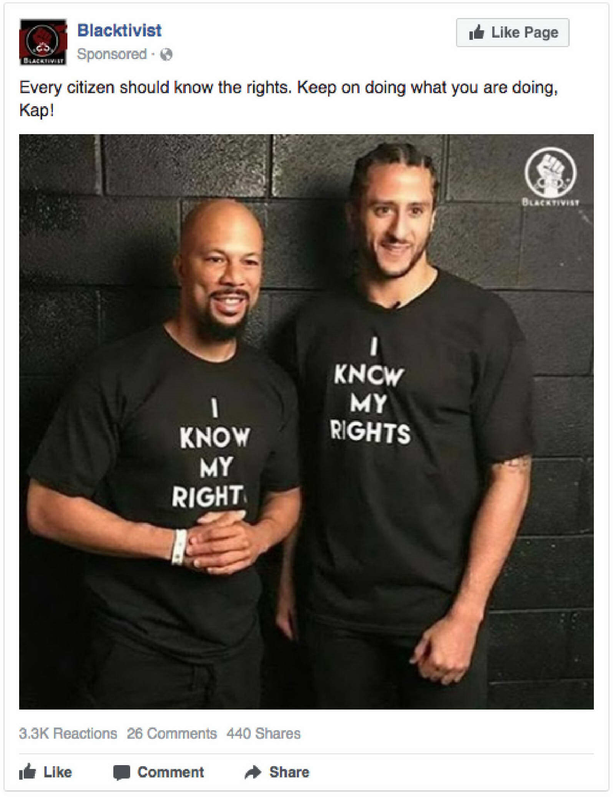 Blacktivist
Like Page
Sponsored ·
BLACKTIVIST
Every citizen should know the rights. Keep on doing what you are doing,
Kap!
BLACKTIVIST
I
KNOW
MY
RIGHTS
I
KNOW
MY
RIGHT
3.3K Reactions 26 Comments 440 Shares
Like Comment Share